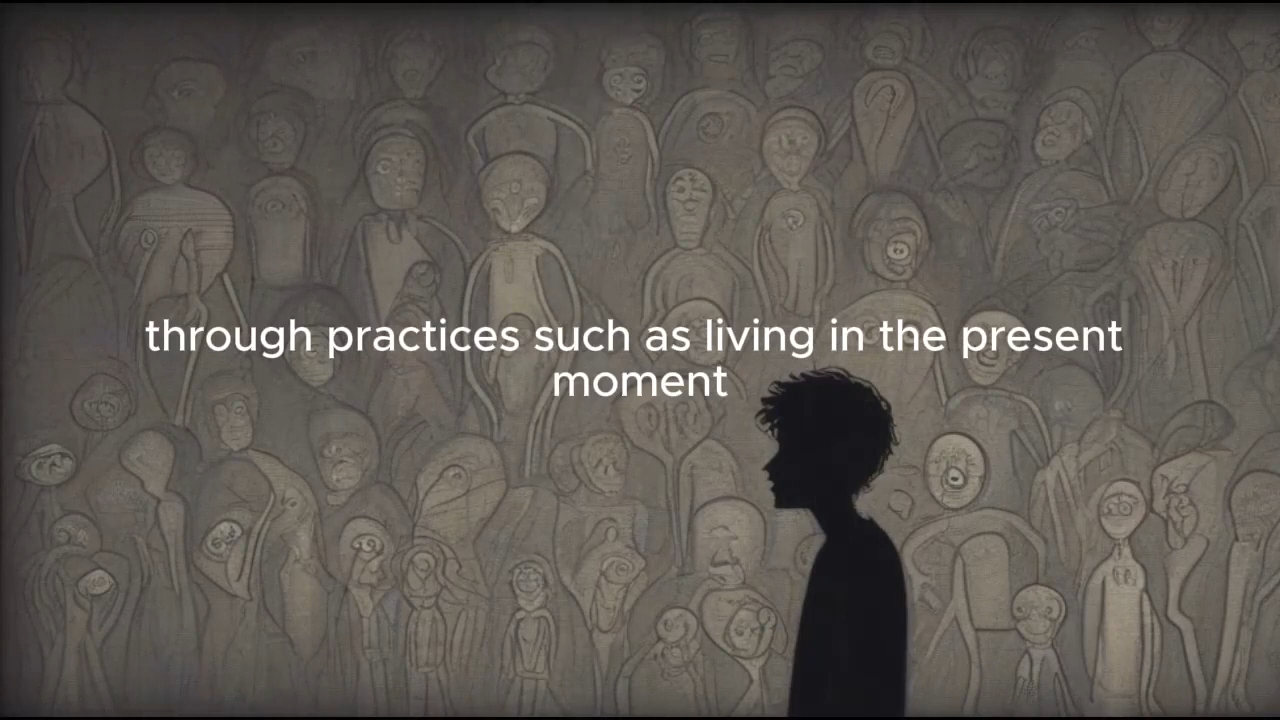 through practices such as living in the present
moment